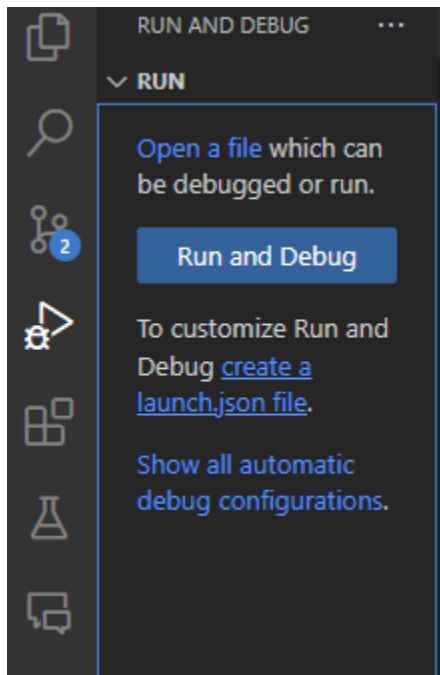 RUN AND DEBUG ...
RUN
Open a file which can
be debugged or run.
2
Run and Debug
To customize Run and
Debug create a
launch.json file.
Show all automatic
debug configurations.